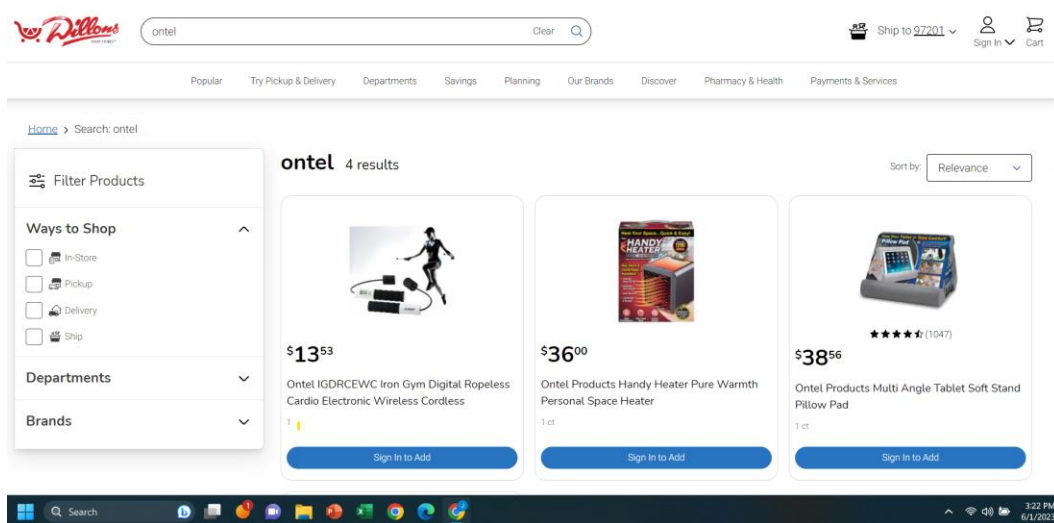 Dillons
ontel
Clear
Ship to 97201
Sign In
Cart
Popular
Try Pickup & Delivery
Departments
Savings
Planning
Our Brands
Discover
Pharmacy & Health
Payments & Services
Home > Search: ontel
Filter Products
Ways to Shop
In-Store
Pickup
Delivery
Ship
Departments
Brands
ontel 4 results
Sort by: Relevance
$13 53
Ontel IGDRCEWC Iron Gym Digital Ropeless
Cardio Electronic Wireless Cordless
1
Sign In to Add
HANDY
HEATER
$36 00
Ontel Products Handy Heater Pure Warmth
Personal Space Heater
1 ct
Sign In to Add
Pillow Pad
(1047)
$38 56
Ontel Products Multi Angle Tablet Soft Stand
Pillow Pad
1 ct
Sign In to Add
Search
3:22 PM
6/1/2023